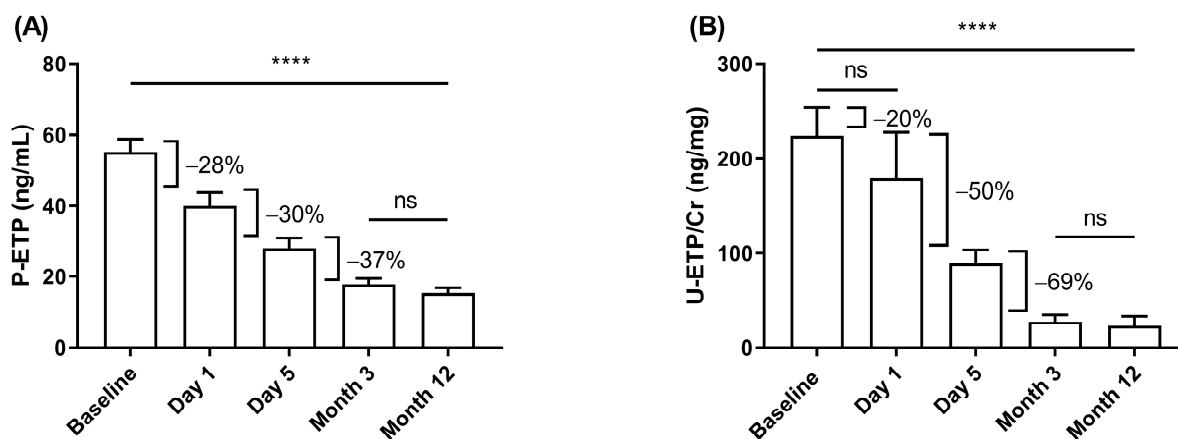 (A)
P-ETP (ng/mL)
80
60
40
20
0
****
−28%
−30%
−37%
ns
Baseline
Day 1
Day 5
Month 3
Month 12
(B)
U-ETP/Cr (ng/mg)
300
200
100
0
****
ns
−20%
−50%
−69%
ns
Baseline
Day 1
Day 5
Month 3
Month 12